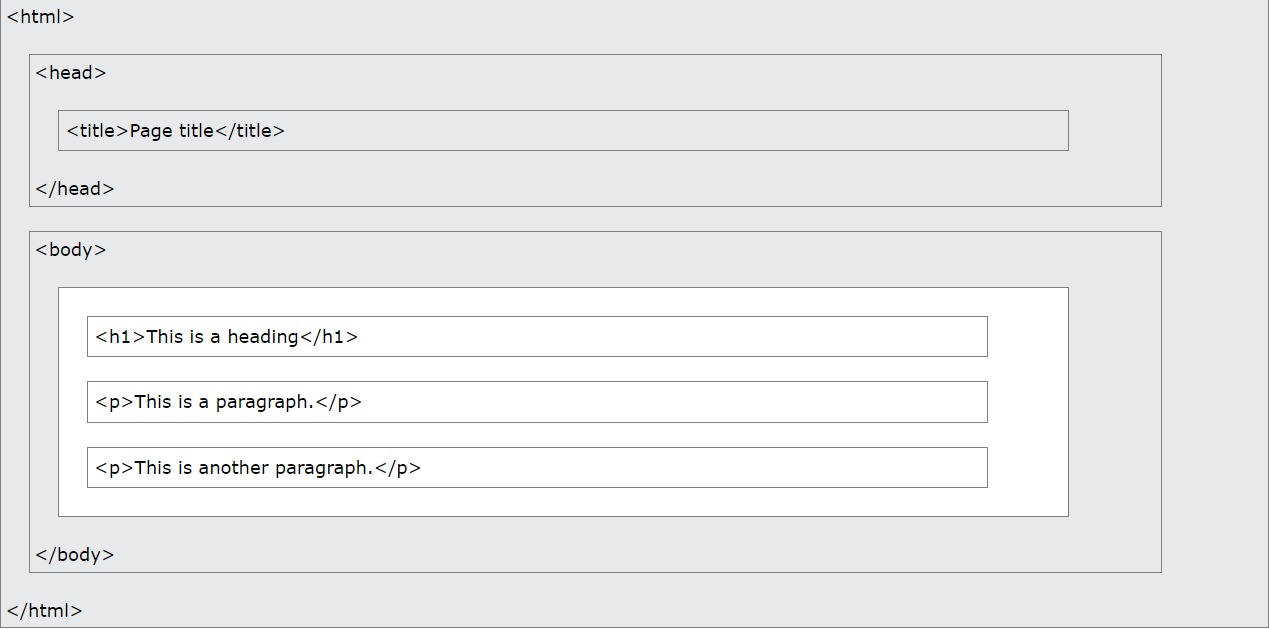 <html>
<head>
<title>Page title</title>
</head>
<body>
<h1>This is a heading</h1>
<p>This is a paragraph.</p>
<p>This is another paragraph.</p>
</body>
</html>